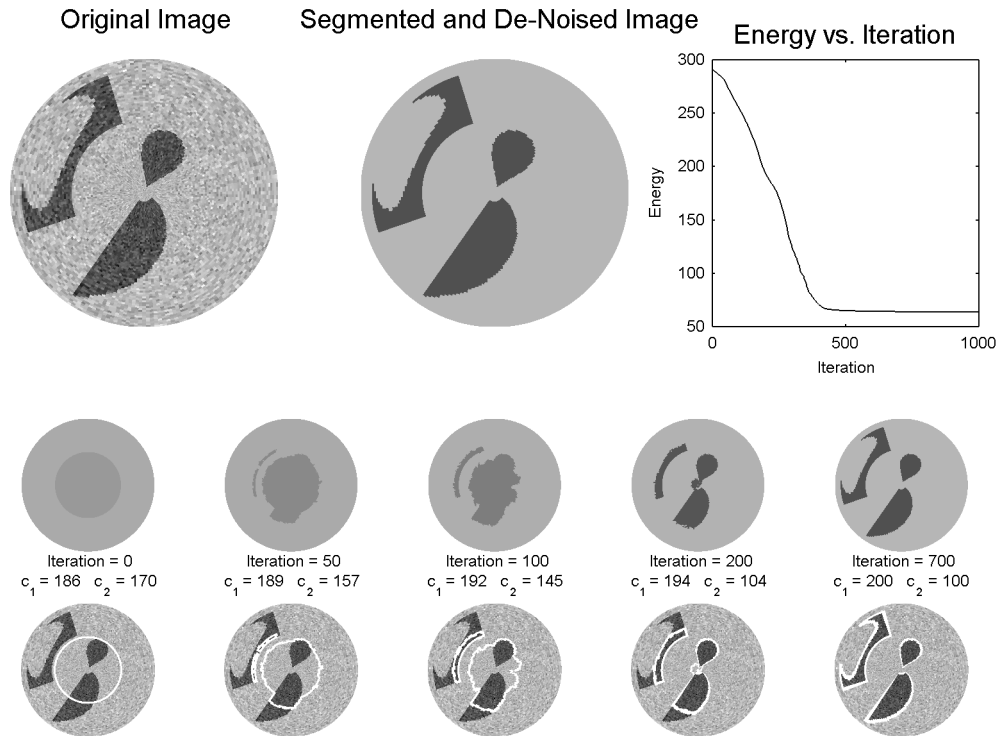 Original Image
Segmented and De-Noised Image
Energy vs. Iteration
300
250
200
150
100
50
Energy
0
500
1000
Iteration
Iteration = 0
c1 = 186 c2 = 170
Iteration = 50
c1 = 189 c2 = 157
Iteration = 100
c1 = 192 c2 = 145
Iteration = 200
c1 = 194 c2 = 104
Iteration = 700
c1 = 200 c2 = 100